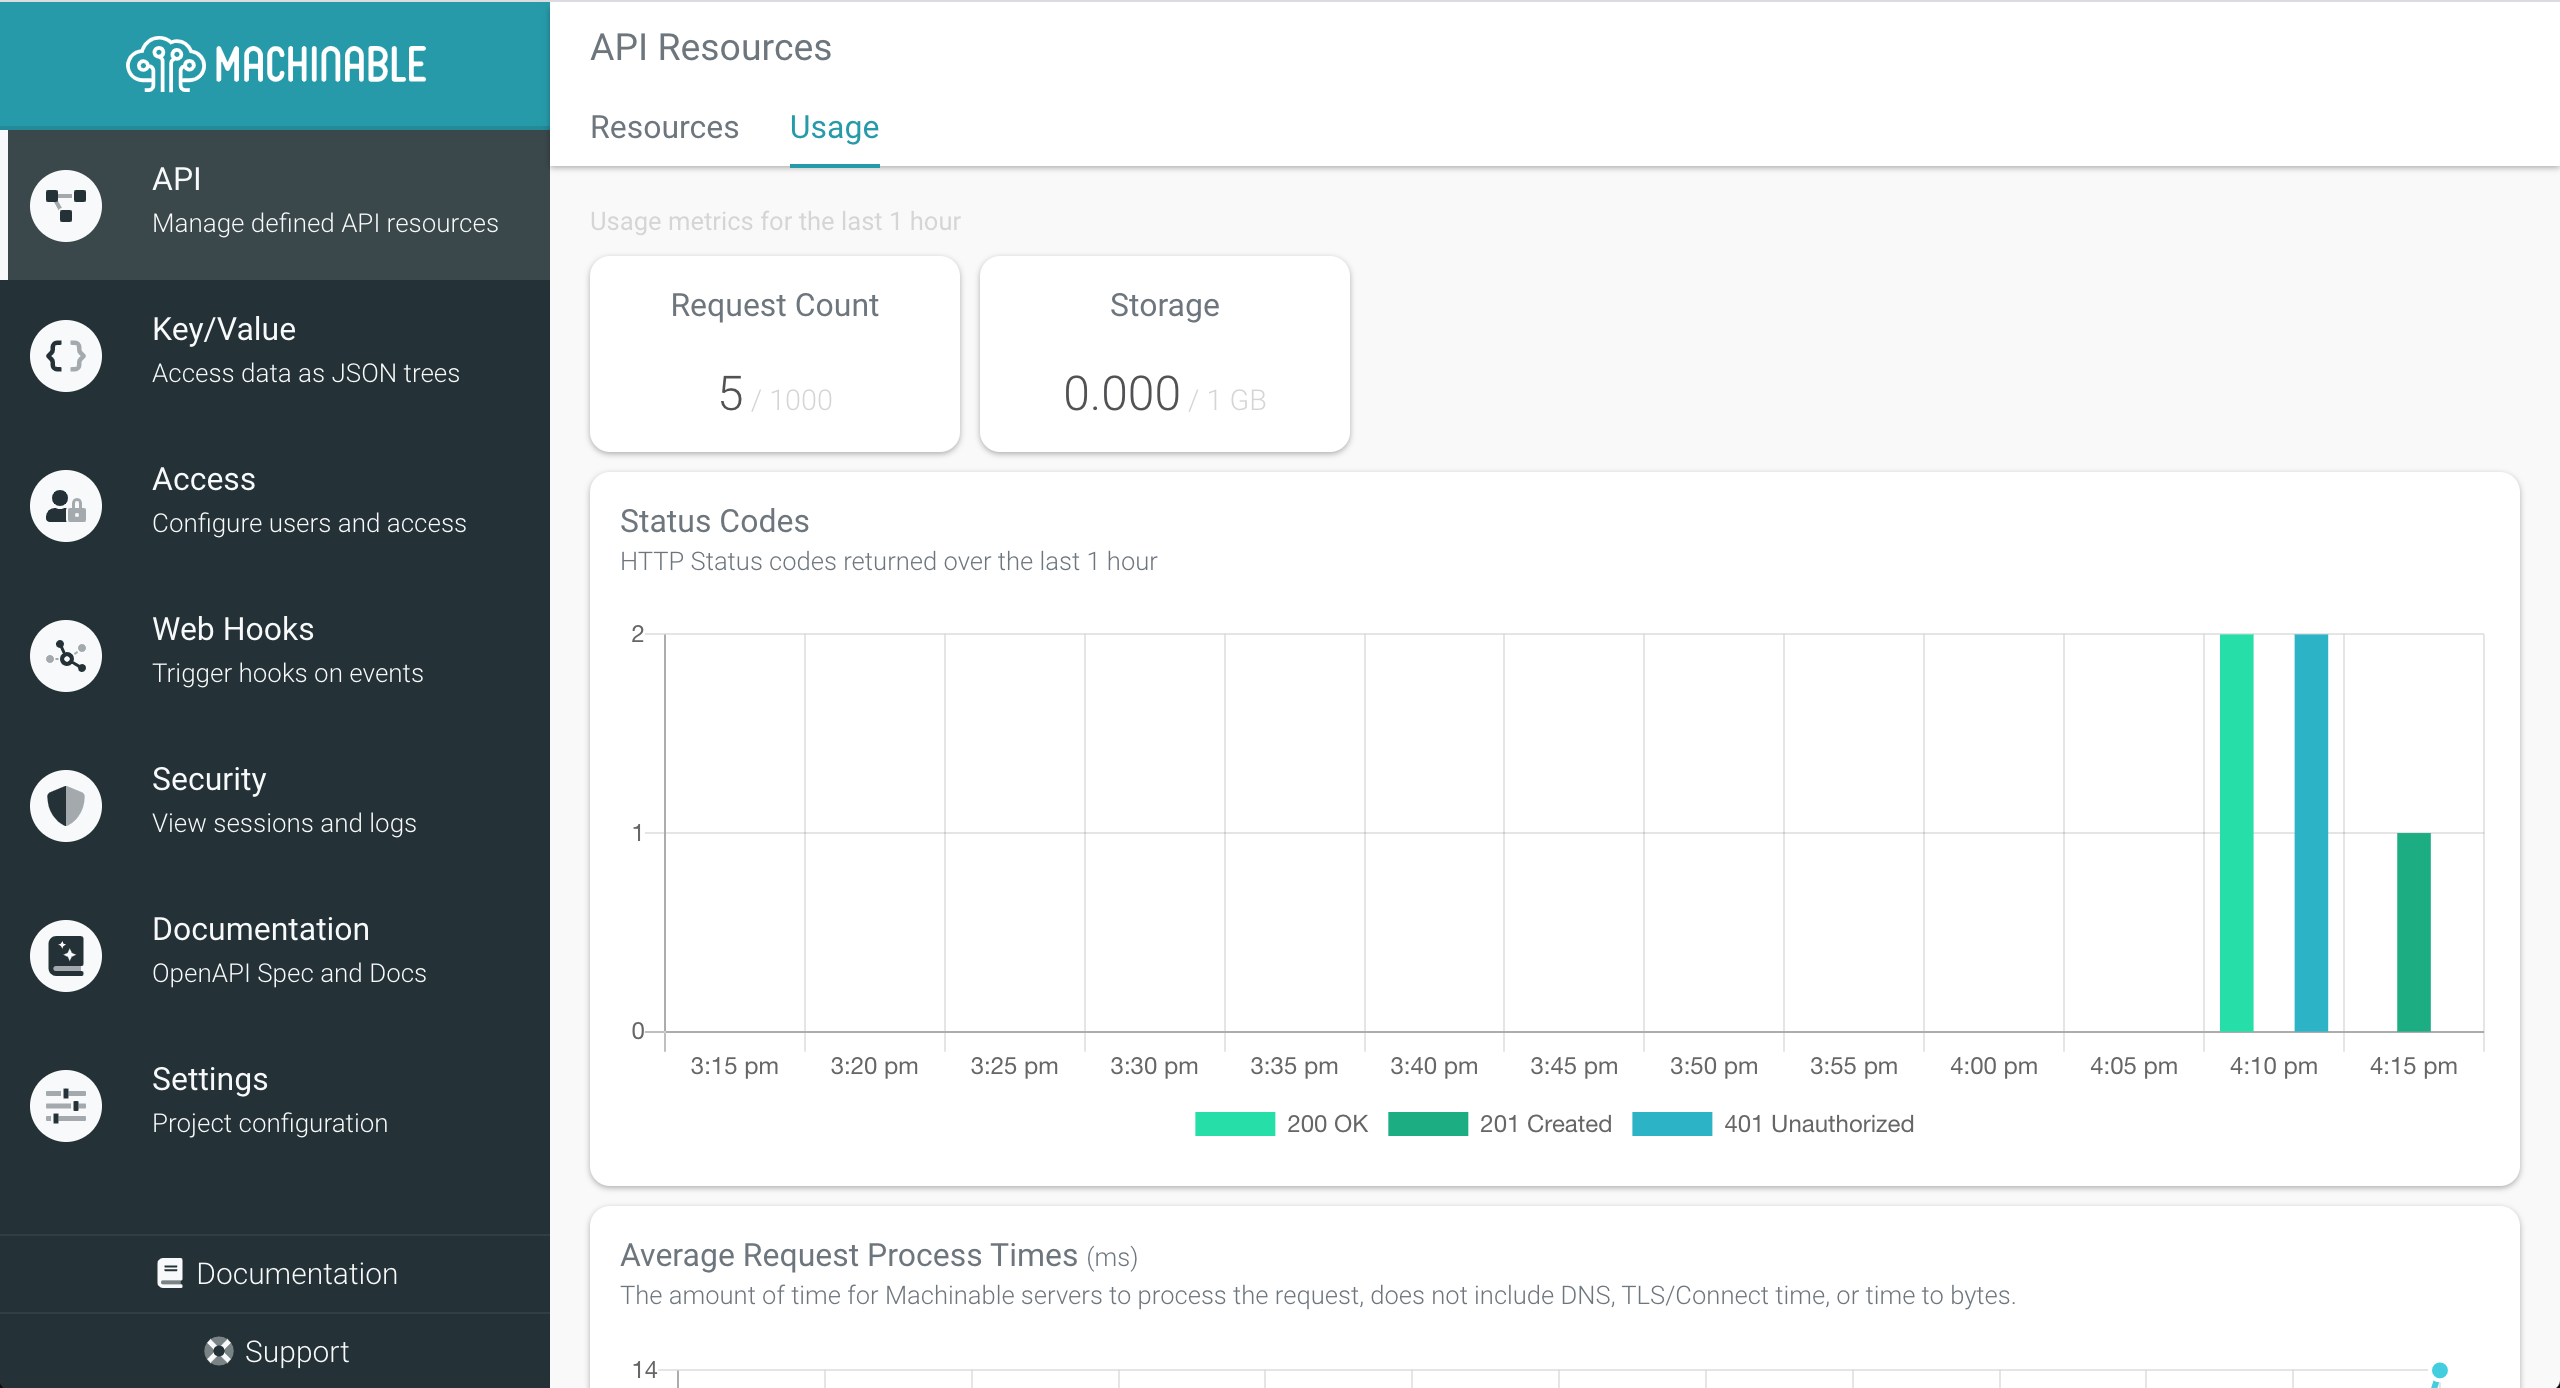 MACHINABLE
API
Manage defined API resources
Key/Value
Access data as JSON trees
Access
Configure users and access
Web Hooks
Trigger hooks on events
Security
View sessions and logs
Documentation
OpenAPI Spec and Docs
Settings
Project configuration
Documentation
Support
API Resources
Resources Usage
Usage metrics for the last 1 hour
Request Count
5 / 1000
Storage
0.000 / 1 GB
Status Codes
HTTP Status codes returned over the last 1 hour
2
1
0
3:15 pm 3:20 pm 3:25 pm 3:30 pm 3:35 pm 3:40 pm 3:45 pm 3:50 pm 3:55 pm 4:00 pm 4:05 pm 4:10 pm 4:15 pm
200 OK 201 Created 401 Unauthorized
Average Request Process Times (ms)
The amount of time for Machinable servers to process the request, does not include DNS, TLS/Connect time, or time to bytes.
14